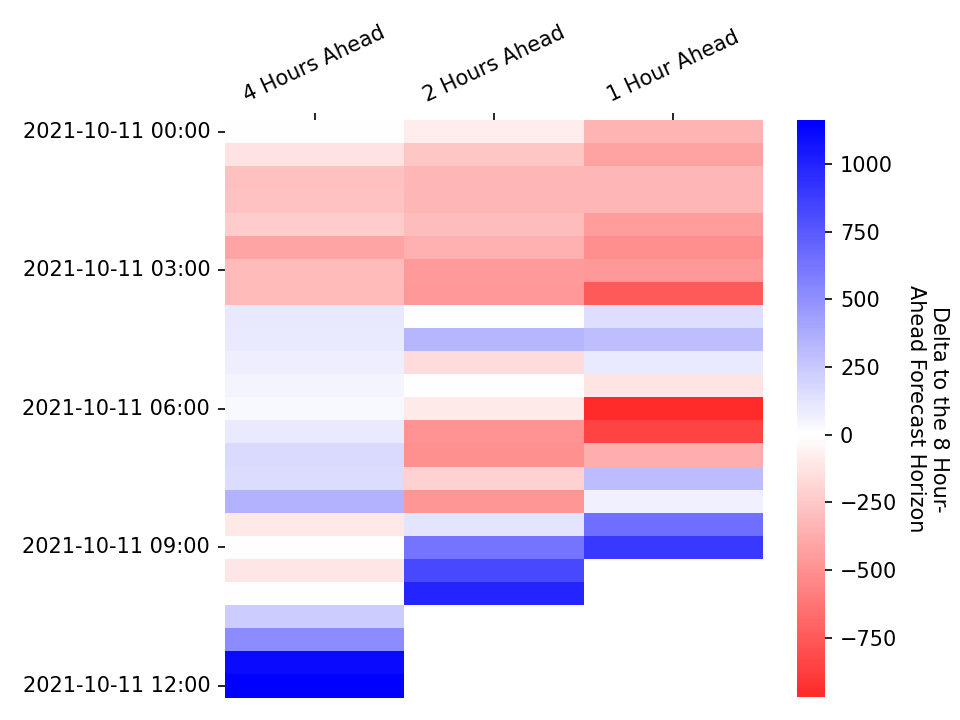 4 Hours Ahead
2 Hours Ahead
1 Hour Ahead
2021-10-11 00:00
2021-10-11 03:00
2021-10-11 06:00
2021-10-11 09:00
2021-10-11 12:00
1000
750
500
250
0
−250
−500
−750
Delta to the 8 Hour-
Ahead Forecast Horizon